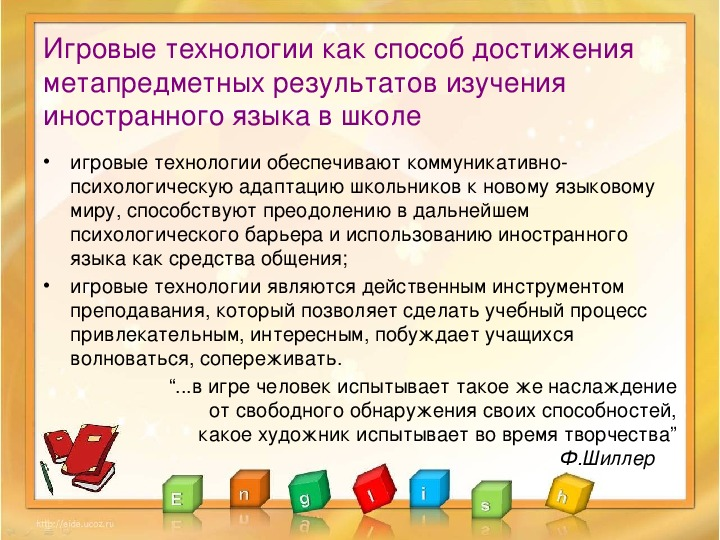 Игровые технологии как способ достижения
метапредметных результатов изучения
иностранного языка в школе
• игровые технологии обеспечивают коммуникативно-
психологическую адаптацию школьников к новому языковому
миру, способствуют преодолению в дальнейшем
психологического барьера и использованию иностранного
языка как средства общения;
• игровые технологии являются действенным инструментом
преподавания, который позволяет сделать учебный процесс
привлекательным, интересным, побуждает учащихся
волноваться, сопереживать.
“...в игре человек испытывает такое же наслаждение
от свободного обнаружения своих способностей,
какое художник испытывает во время творчества”
Ф.Шиллер
E n g l i s h
http://aida.ucoz.ru